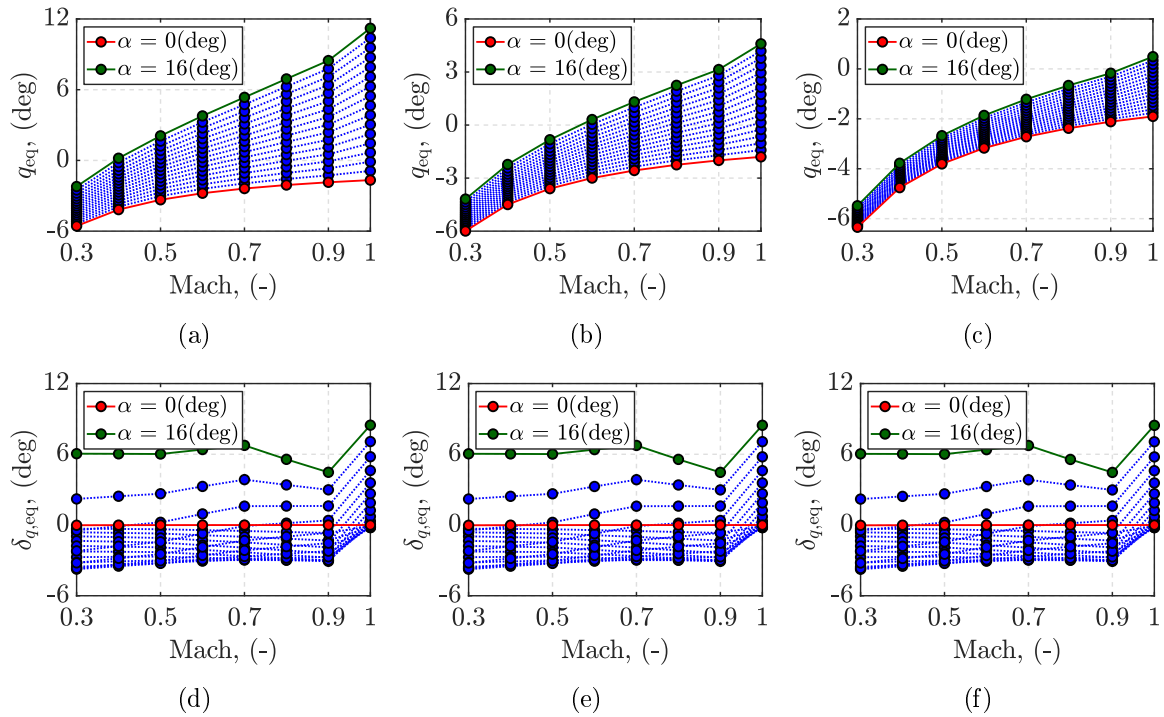 12
6
0
-6
0.3 0.5 0.7 0.9 1
q_eq, (deg)
Mach, (-)
α = 0(deg)
α = 16(deg)
(a)
6
3
0
-3
-6
0.3 0.5 0.7 0.9 1
q_eq, (deg)
Mach, (-)
α = 0(deg)
α = 16(deg)
(b)
2
0
-2
-4
-6
0.3 0.5 0.7 0.9 1
q_eq, (deg)
Mach, (-)
α = 0(deg)
α = 16(deg)
(c)
12
6
0
-6
0.3 0.5 0.7 0.9 1
δ_q,eq, (deg)
Mach, (-)
α = 0(deg)
α = 16(deg)
(d)
12
6
0
-6
0.3 0.5 0.7 0.9 1
δ_q,eq, (deg)
Mach, (-)
α = 0(deg)
α = 16(deg)
(e)
12
6
0
-6
0.3 0.5 0.7 0.9 1
δ_q,eq, (deg)
Mach, (-)
α = 0(deg)
α = 16(deg)
(f)